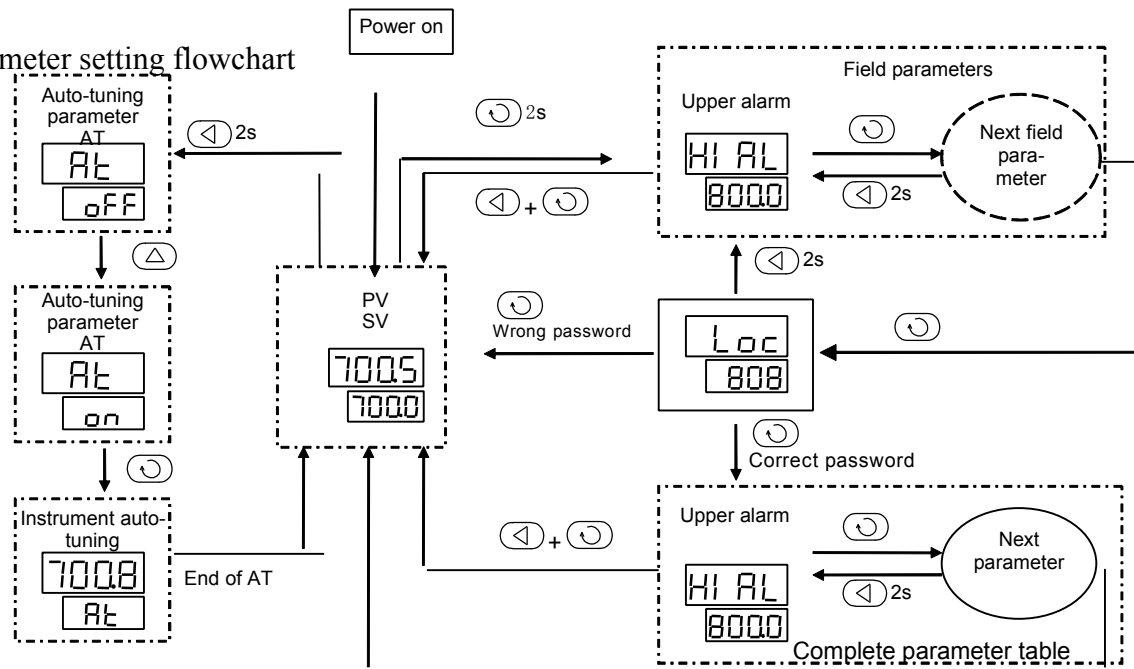 Power on
meter setting flowchart
Auto-tuning
parameter
AT
At
oFF
2s
2s
+
Field parameters
Upper alarm
HI AL
800.0
2s
Next field
para-
meter
2s
Auto-tuning
parameter
AT
At
on
PV
SV
700.5
700.0
Wrong password
Loc
808
Correct password
Instrument auto-
tuning
700.8
At
End of AT
+
Upper alarm
HI AL
800.0
2s
Next
parameter
Complete parameter table